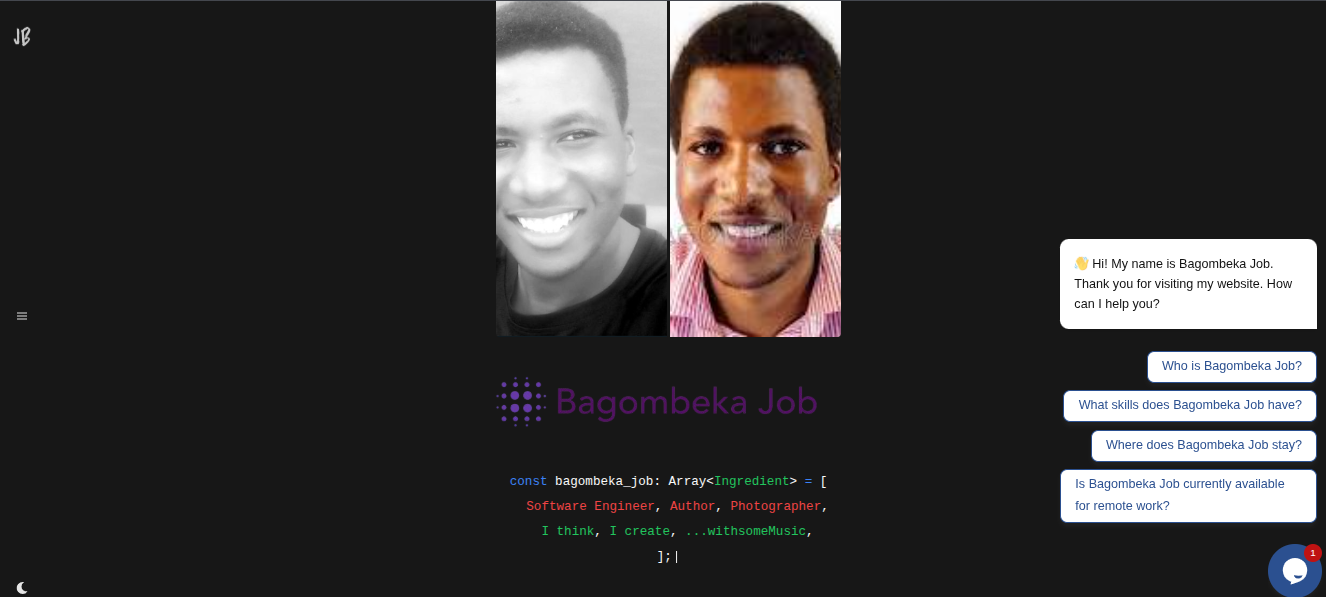 JB
Bagombeka Job
const bagombeka_job: Array<Ingredient> = [
Software Engineer, Author, Photographer,
I think, I create, ...withsomeMusic,
];
👋 Hi! My name is Bagombeka Job.
Thank you for visiting my website. How
can I help you?
Who is Bagombeka Job?
What skills does Bagombeka Job have?
Where does Bagombeka Job stay?
Is Bagombeka Job currently available
for remote work?
1